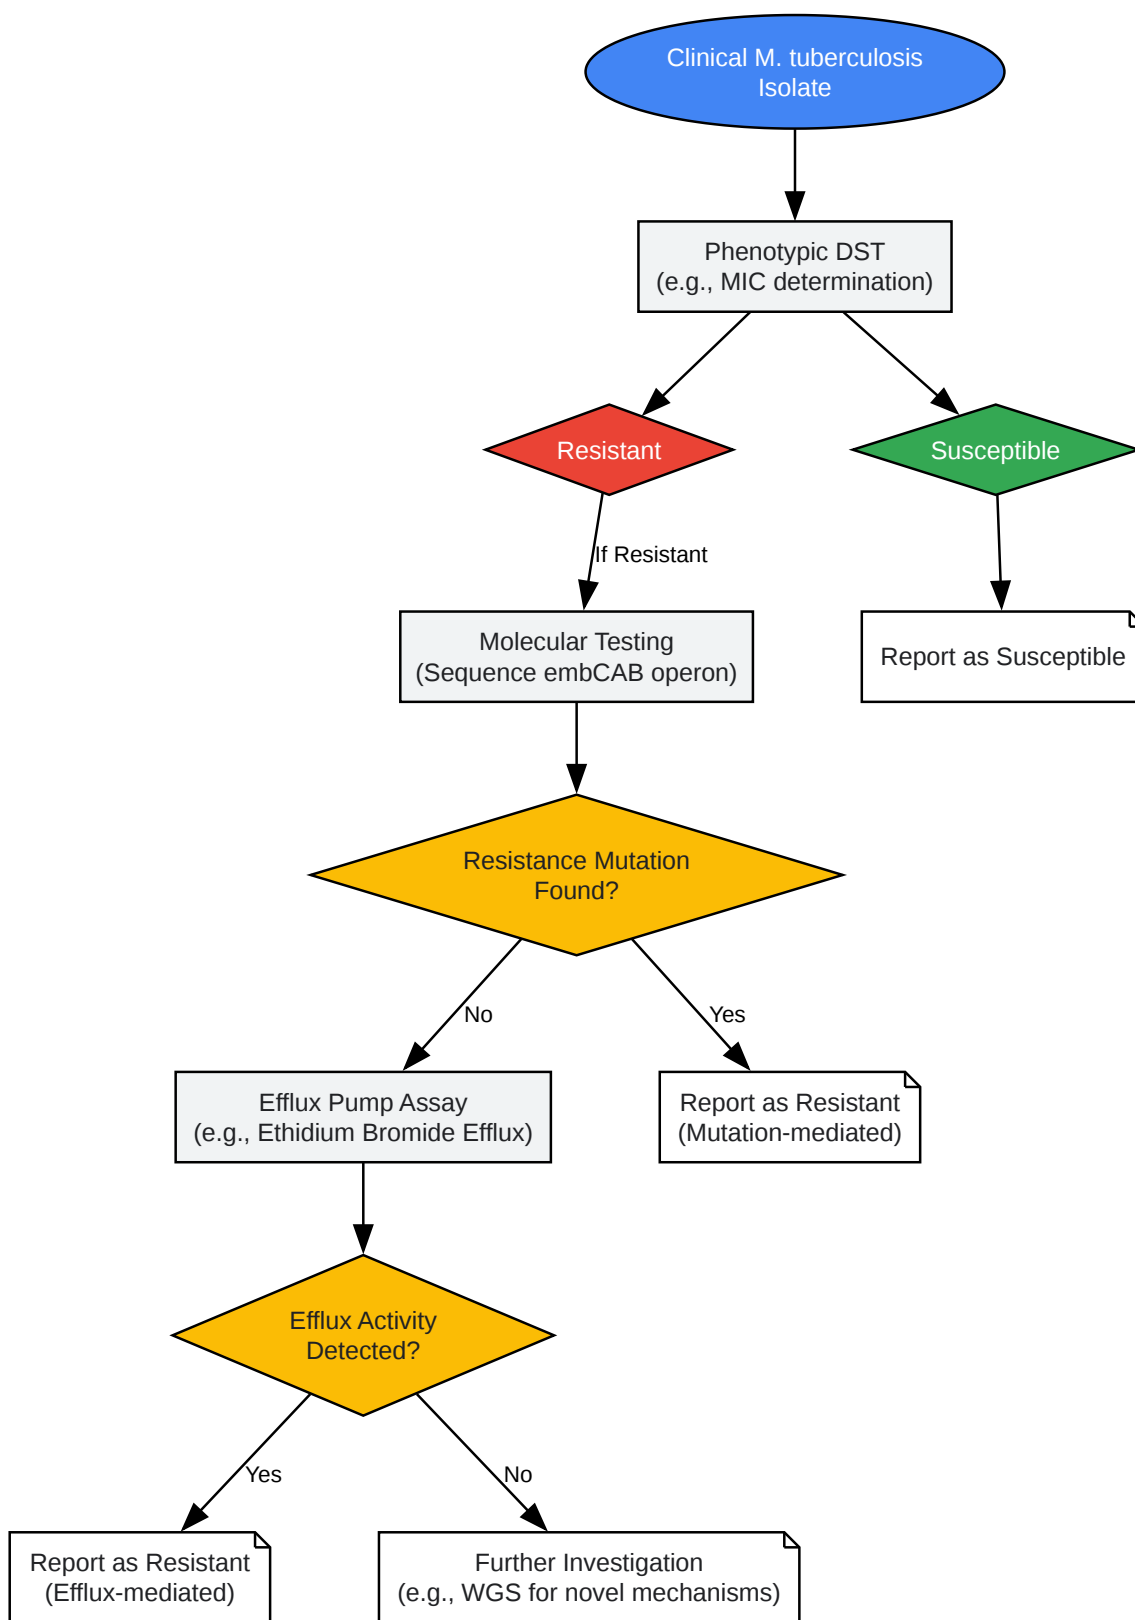 Clinical M. tuberculosis
Isolate
Phenotypic DST
(e.g., MIC determination)
Resistant
Susceptible
If Resistant
Molecular Testing
(Sequence embCAB operon)
Report as Susceptible
Resistance Mutation
Found?
No
Yes
Efflux Pump Assay
(e.g., Ethidium Bromide Efflux)
Report as Resistant
(Mutation-mediated)
Efflux Activity
Detected?
Yes
No
Report as Resistant
(Efflux-mediated)
Further Investigation
(e.g., WGS for novel mechanisms)